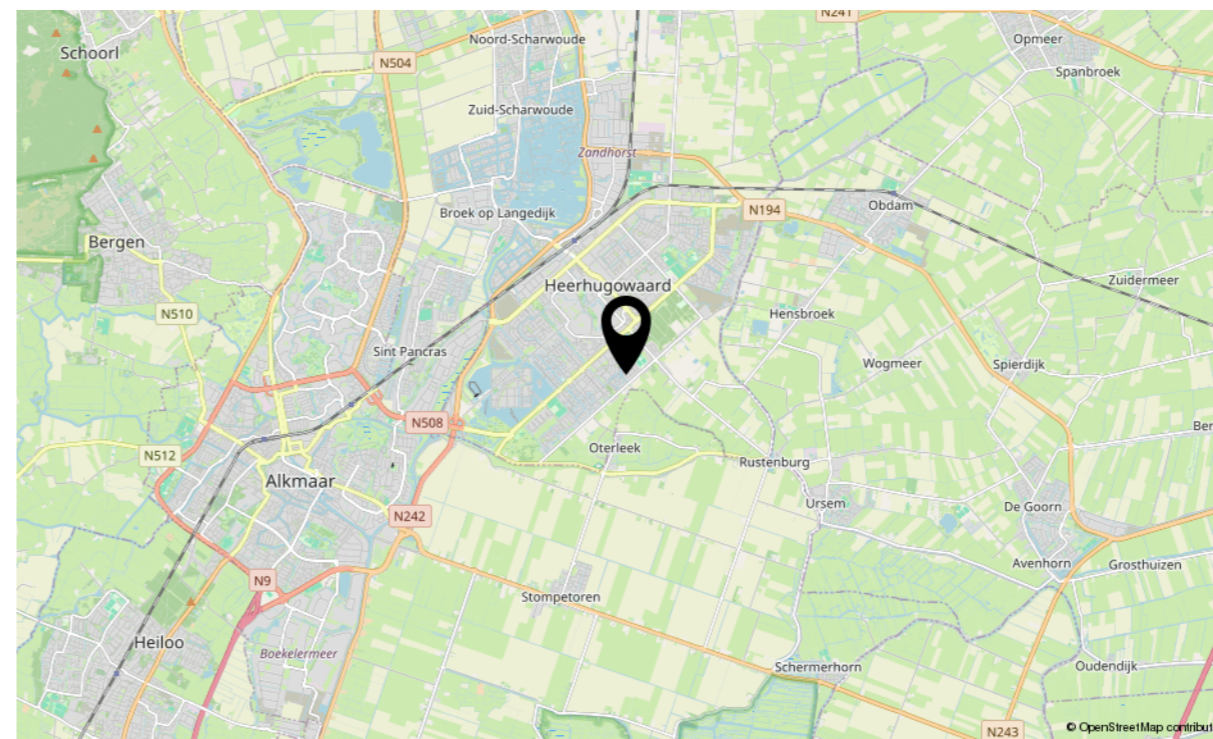 N241
Noord-Scharwoude
Opmeer
Schoorl
N504
Spanbroek
Zuid-Scharwoude
Zandhorst
Obdam
N194
Broek op Langedijk
Bergen
Zuidermeer
Heerhugowaard
N510
Hensbroek
Sint Pancras
Wogmeer
Spierdijk
N508
Oterleek
N512
Rustenburg
Alkmaar
Ursem
De Goorn
N242
Avenhorn
Grosthuizen
N9
Stompetoren
Heiloo
Boekelermeer
Schermerhorn
Oudendijk
N243
© OpenStreetMap